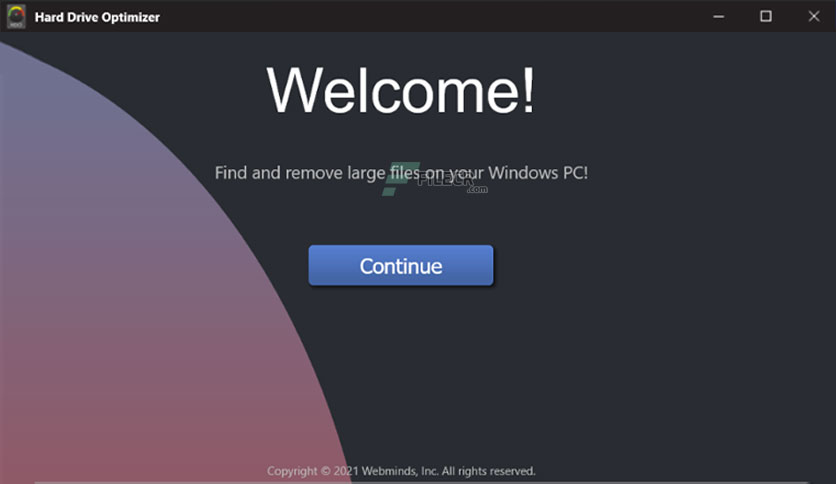 Hard Drive Optimizer
Welcome!
Find and remove large files on your Windows PC!
FILECR
.com
Continue
Copyright © 2021 Webminds, Inc. All rights reserved.